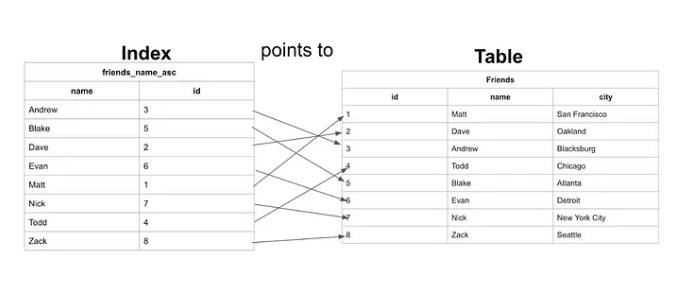 Index points to Table
friends_name_asc
name id
Andrew 3
Blake 5
Dave 2
Evan 6
Matt 1
Nick 7
Todd 4
Zack 8
Friends
id name city
1 Matt San Francisco
2 Dave Oakland
3 Andrew Blacksburg
4 Todd Chicago
5 Blake Atlanta
6 Evan Detroit
7 Nick New York City
8 Zack Seattle